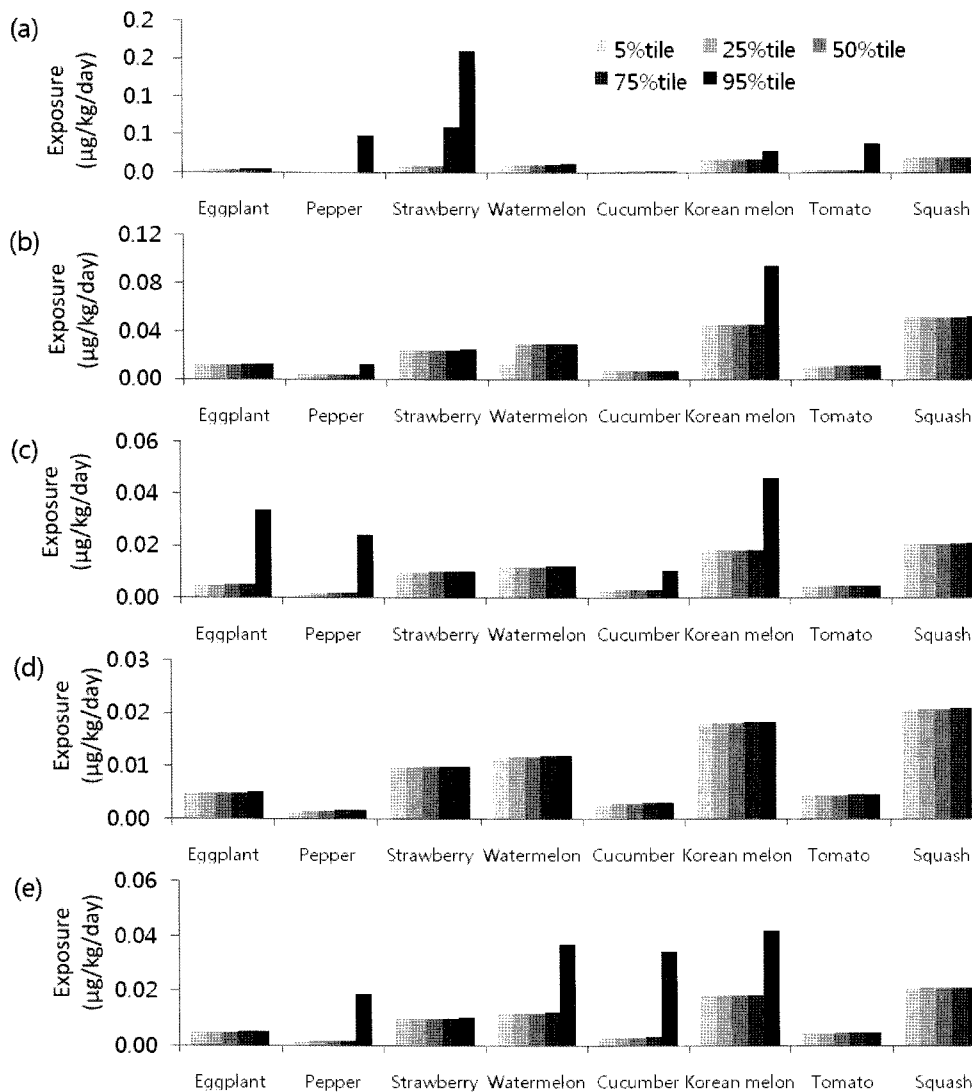 (a)
Exposure
(µg/kg/day)
0.2
0.2
0.1
0.1
0.0
5%tile 25%tile 50%tile
75%tile 95%tile
Eggplant Pepper Strawberry Watermelon Cucumber Korean melon Tomato Squash
(b)
Exposure
(µg/kg/day)
0.12
0.08
0.04
0.00
Eggplant Pepper Strawberry Watermelon Cucumber Korean melon Tomato Squash
(c)
Exposure
(µg/kg/day)
0.06
0.04
0.02
0.00
Eggplant Pepper Strawberry Watermelon Cucumber Korean melon Tomato Squash
(d)
Exposure
(µg/kg/day)
0.03
0.02
0.01
0.00
Eggplant Pepper Strawberry Watermelon Cucumber Korean melon Tomato Squash
(e)
Exposure
(µg/kg/day)
0.06
0.04
0.02
0.00
Eggplant Pepper Strawberry Watermelon Cucumber Korean melon Tomato Squash